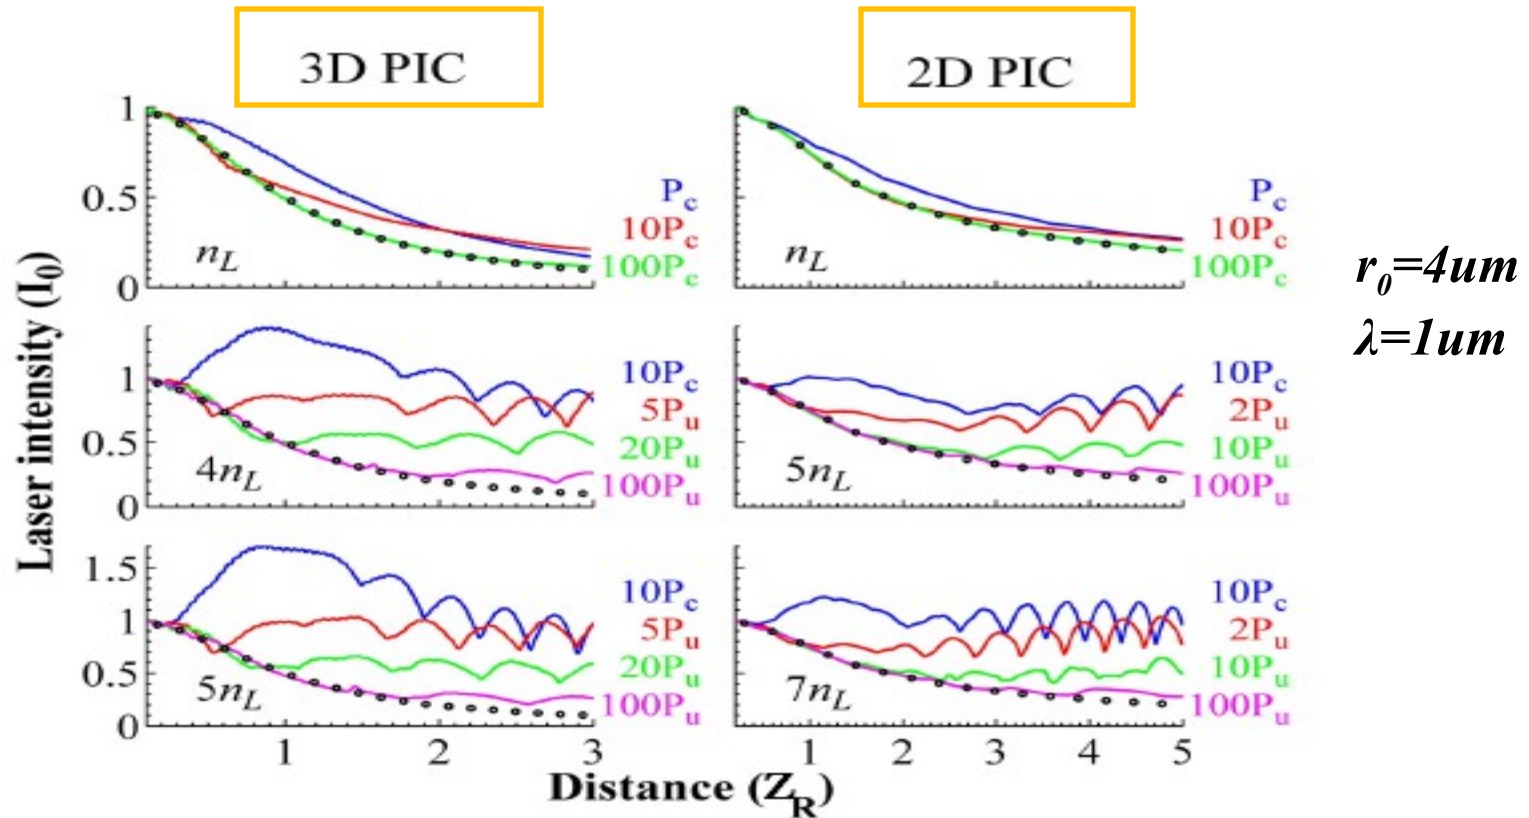 3D PIC
2D PIC
Laser intensity (I₀)
1
0.5
0
n_L
P_c
10P_c
100P_c
n_L
P_c
10P_c
100P_c
r₀=4um
λ=1um
1
0.5
0
4n_L
10P_c
5P_u
20P_u
100P_u
5n_L
10P_c
2P_u
10P_u
100P_u
1.5
1
0.5
0
5n_L
10P_c
5P_u
20P_u
100P_u
7n_L
10P_c
2P_u
10P_u
100P_u
1 2 3
1 2 3 4 5
Distance (Z_R)